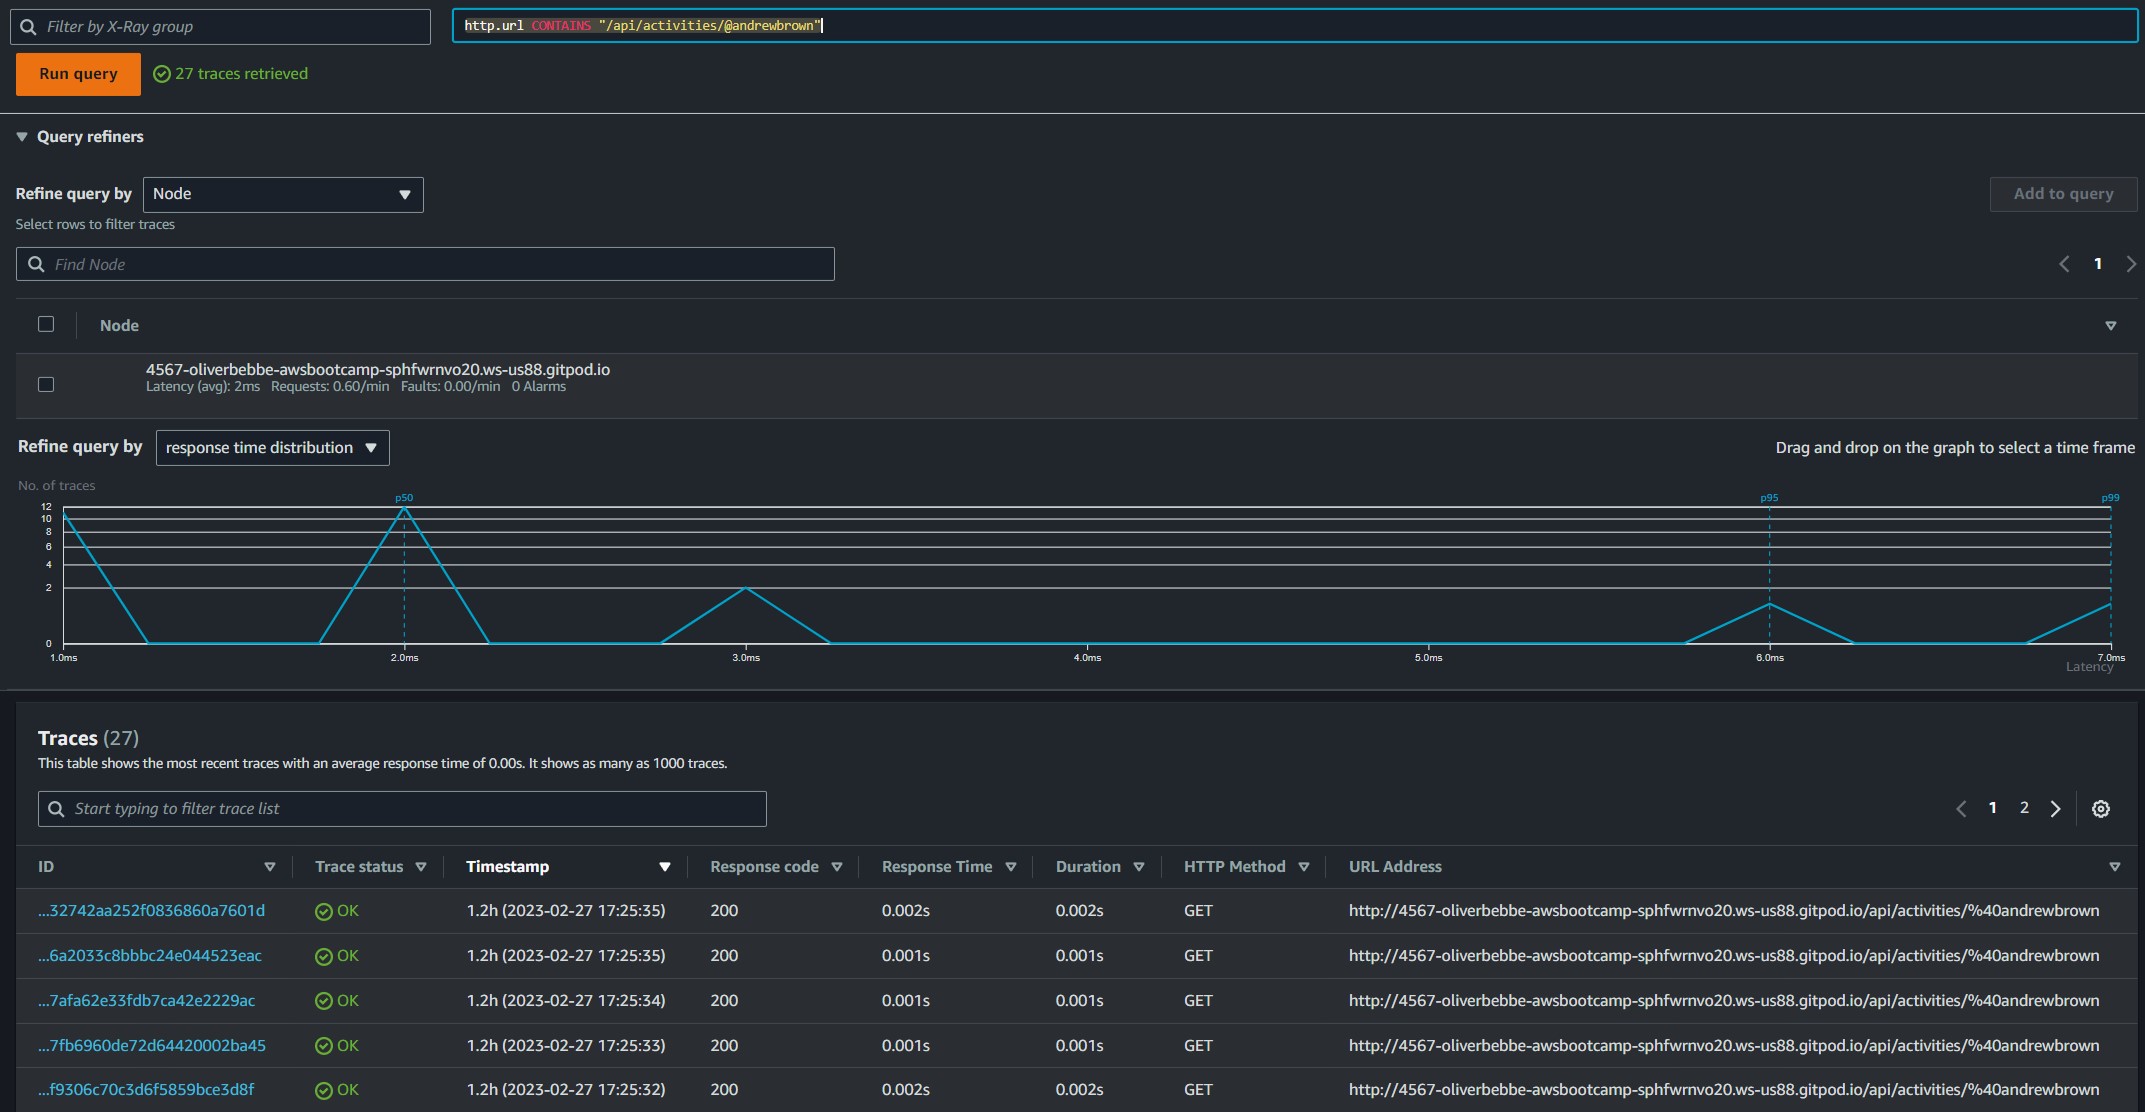 Filter by X-Ray group
http.url CONTAINS "/api/activities/@andrewbrown"
Run query
27 traces retrieved
Query refiners
Refine query by Node
Add to query
Select rows to filter traces
Find Node
1
Node
4567-oliverbebbe-awsbootcamp-sphfwrnvo20.ws-us88.gitpod.io
Latency (avg): 2ms Requests: 0.60/min Faults: 0.00/min 0 Alarms
Refine query by response time distribution
Drag and drop on the graph to select a time frame
No. of traces
p50 p95 p99
12
10
8
6
4
2
0
1.0ms 2.0ms 3.0ms 4.0ms 5.0ms 6.0ms 7.0ms
Latency
Traces (27)
This table shows the most recent traces with an average response time of 0.00s. It shows as many as 1000 traces.
Start typing to filter trace list
1 2
ID Trace status Timestamp Response code Response Time Duration HTTP Method URL Address
...32742aa252f0836860a7601d OK 1.2h (2023-02-27 17:25:35) 200 0.002s 0.002s GET http://4567-oliverbebbe-awsbootcamp-sphfwrnvo20.ws-us88.gitpod.io/api/activities/%40andrewbrown
...6a2033c8bbbc24e044523eac OK 1.2h (2023-02-27 17:25:35) 200 0.001s 0.001s GET http://4567-oliverbebbe-awsbootcamp-sphfwrnvo20.ws-us88.gitpod.io/api/activities/%40andrewbrown
...7afa62e33fdb7ca42e2229ac OK 1.2h (2023-02-27 17:25:34) 200 0.001s 0.001s GET http://4567-oliverbebbe-awsbootcamp-sphfwrnvo20.ws-us88.gitpod.io/api/activities/%40andrewbrown
...7fb6960de72d64420002ba45 OK 1.2h (2023-02-27 17:25:33) 200 0.001s 0.001s GET http://4567-oliverbebbe-awsbootcamp-sphfwrnvo20.ws-us88.gitpod.io/api/activities/%40andrewbrown
...f9306c70c3d6f5859bce3d8f OK 1.2h (2023-02-27 17:25:32) 200 0.002s 0.002s GET http://4567-oliverbebbe-awsbootcamp-sphfwrnvo20.ws-us88.gitpod.io/api/activities/%40andrewbrown